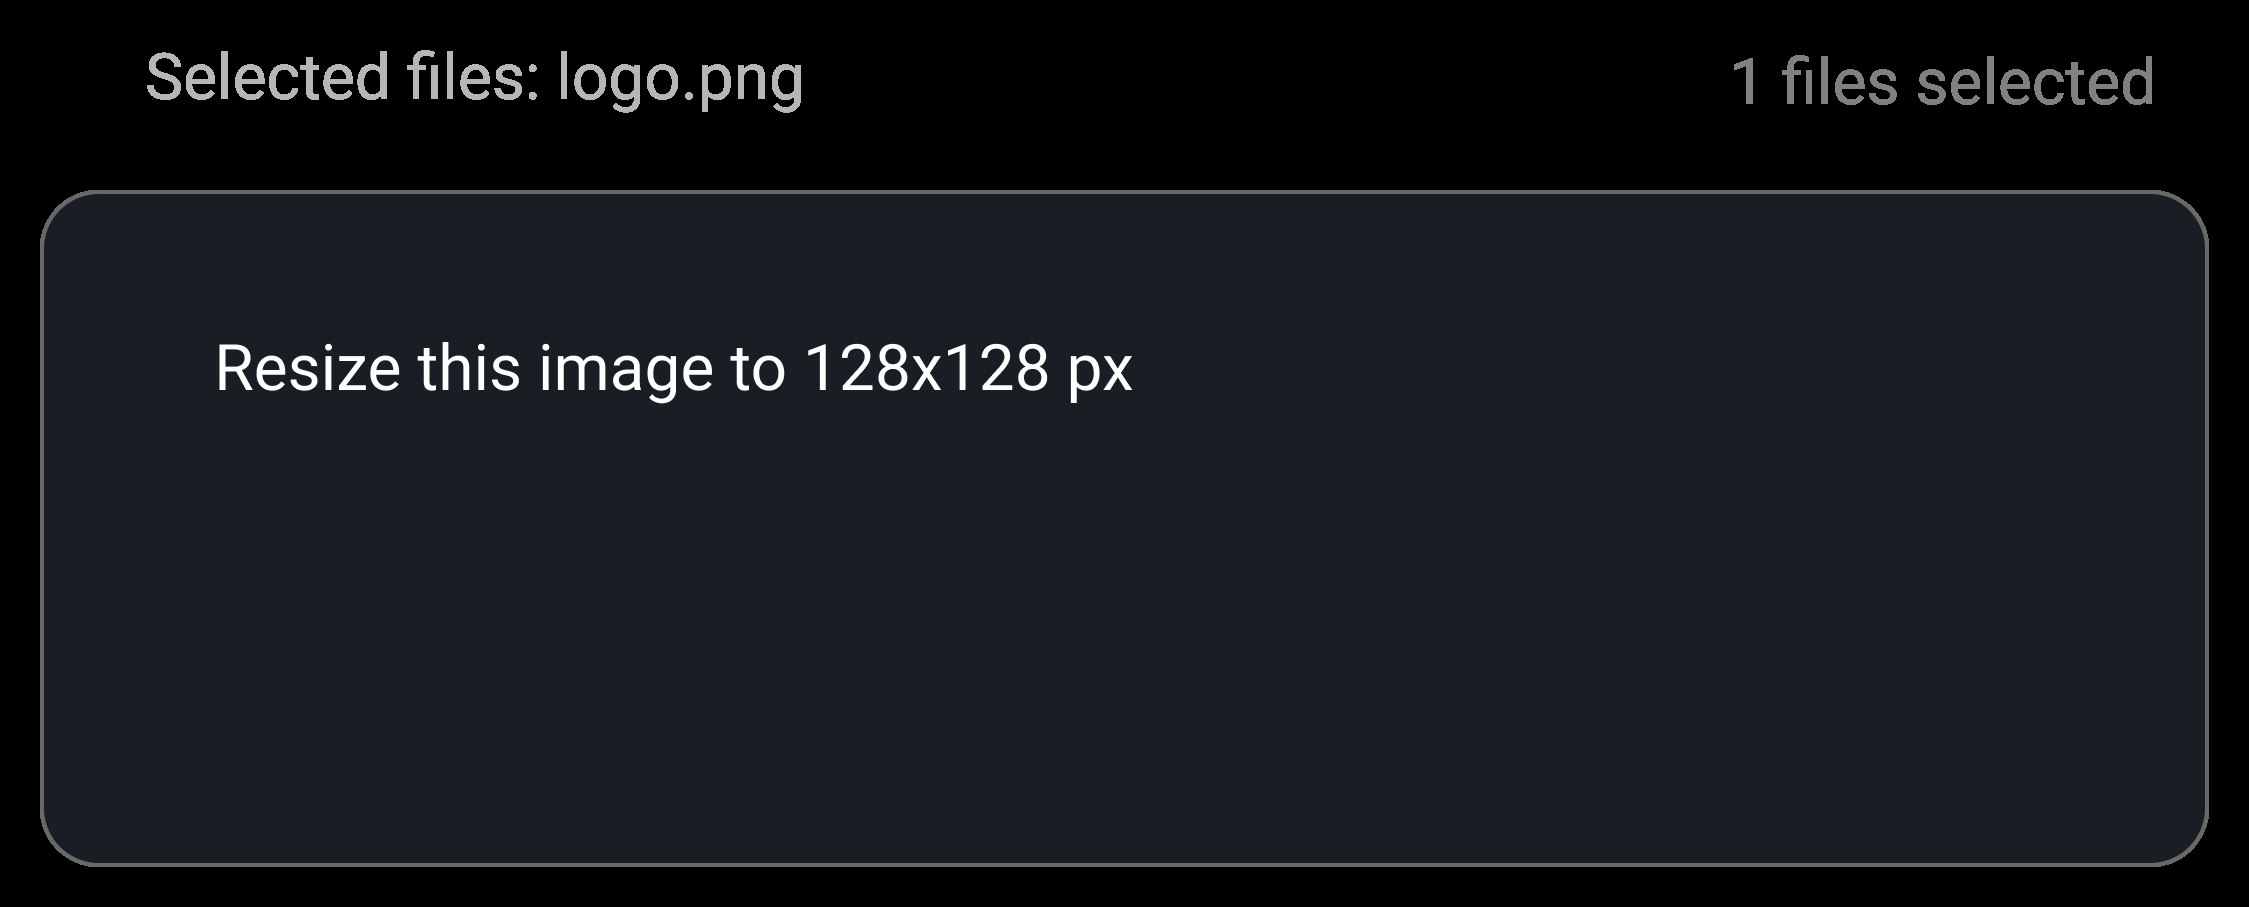 Selected files: logo.png
1 files selected
Resize this image to 128x128 px